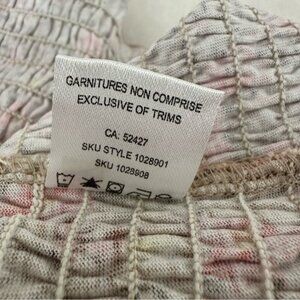 GARNITURES NON COMPRISE
EXCLUSIVE OF TRIMS
CA: 52427
SKU STYLE 1028901
SKU 1028908